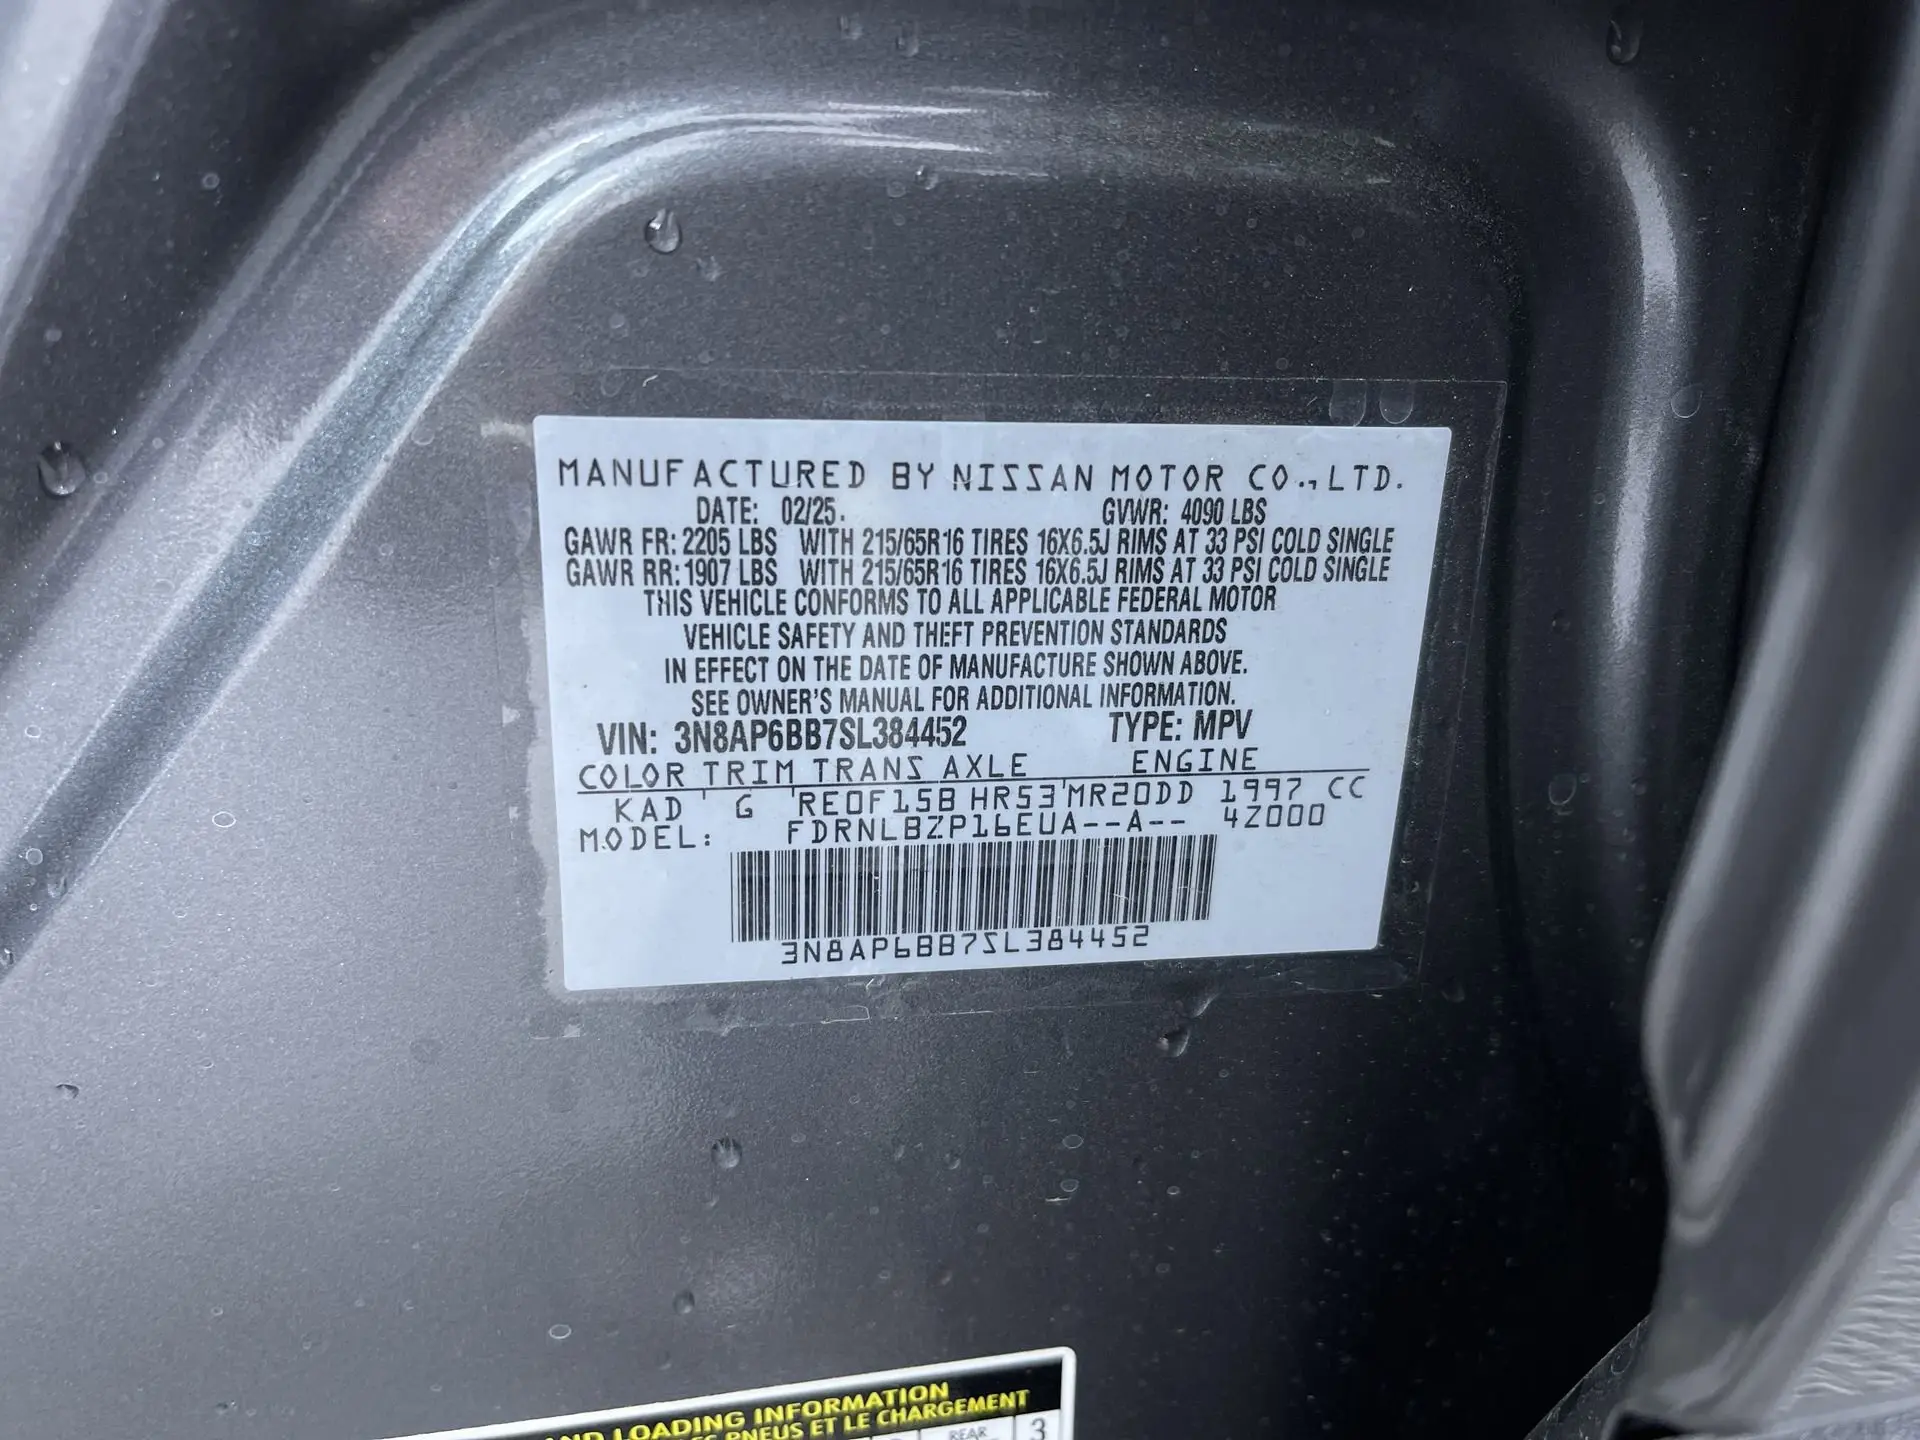 MANUFACTURED BY NISSAN MOTOR CO., LTD.
DATE: 02/25. GVWR: 4090 LBS
GAWR FR: 2205 LBS WITH 215/65R16 TIRES 16X6.5J RIMS AT 33 PSI COLD SINGLE
GAWR RR: 1907 LBS WITH 215/65R16 TIRES 16X6.5J RIMS AT 33 PSI COLD SINGLE
THIS VEHICLE CONFORMS TO ALL APPLICABLE FEDERAL MOTOR
VEHICLE SAFETY AND THEFT PREVENTION STANDARDS
IN EFFECT ON THE DATE OF MANUFACTURE SHOWN ABOVE.
SEE OWNER'S MANUAL FOR ADDITIONAL INFORMATION.
VIN: 3N8AP6BB7SL384452 TYPE: MPV
COLOR TRIM TRANS AXLE ENGINE
KAD G RE0F15B HR53 MR20DD 1997 CC
MODEL: FDRNLBZP16EUA--A-- 4Z000
3N8AP6BB7SL384452
AND LOADING INFORMATION
LES PNEUS ET LE CHARGEMENT
REAR 3